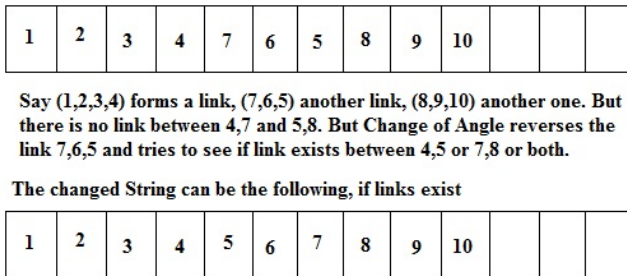 1 2 3 4 7 6 5 8 9 10
Say (1,2,3,4) forms a link, (7,6,5) another link, (8,9,10) another one. But
there is no link between 4,7 and 5,8. But Change of Angle reverses the
link 7,6,5 and tries to see if link exists between 4,5 or 7,8 or both.
The changed String can be the following, if links exist
1 2 3 4 5 6 7 8 9 10